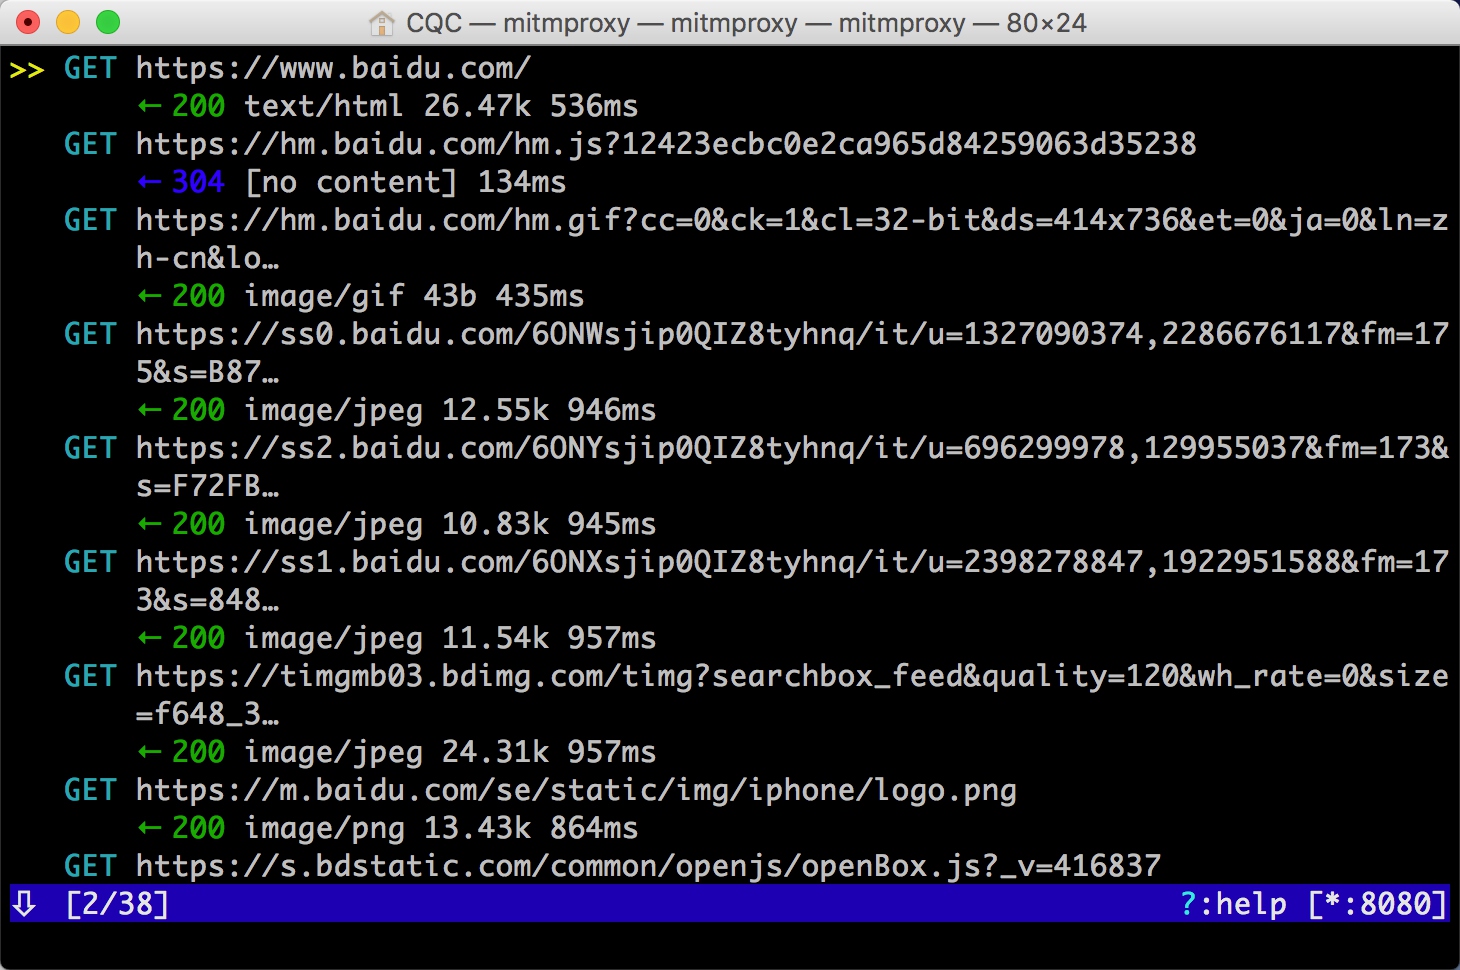 CQC — mitmproxy — mitmproxy — mitmproxy — 80×24
>> GET https://www.baidu.com/
← 200 text/html 26.47k 536ms
GET https://hm.baidu.com/hm.js?12423ecbc0e2ca965d84259063d35238
← 304 [no content] 134ms
GET https://hm.baidu.com/hm.gif?cc=0&ck=1&cl=32-bit&ds=414x736&et=0&ja=0&ln=z
h-cn&lo…
← 200 image/gif 43b 435ms
GET https://ss0.baidu.com/6ONWsjip0QIZ8tyhnq/it/u=1327090374,2286676117&fm=17
5&s=B87…
← 200 image/jpeg 12.55k 946ms
GET https://ss2.baidu.com/6ONYsjip0QIZ8tyhnq/it/u=696299978,129955037&fm=173&
s=F72FB…
← 200 image/jpeg 10.83k 945ms
GET https://ss1.baidu.com/6ONXsjip0QIZ8tyhnq/it/u=2398278847,1922951588&fm=17
3&s=848…
← 200 image/jpeg 11.54k 957ms
GET https://timgmb03.bdimg.com/timg?searchbox_feed&quality=120&wh_rate=0&size
=f648_3…
← 200 image/jpeg 24.31k 957ms
GET https://m.baidu.com/se/static/img/iphone/logo.png
← 200 image/png 13.43k 864ms
GET https://s.bdstatic.com/common/openjs/openBox.js?_v=416837
⇩ [2/38] ?:help [*:8080]